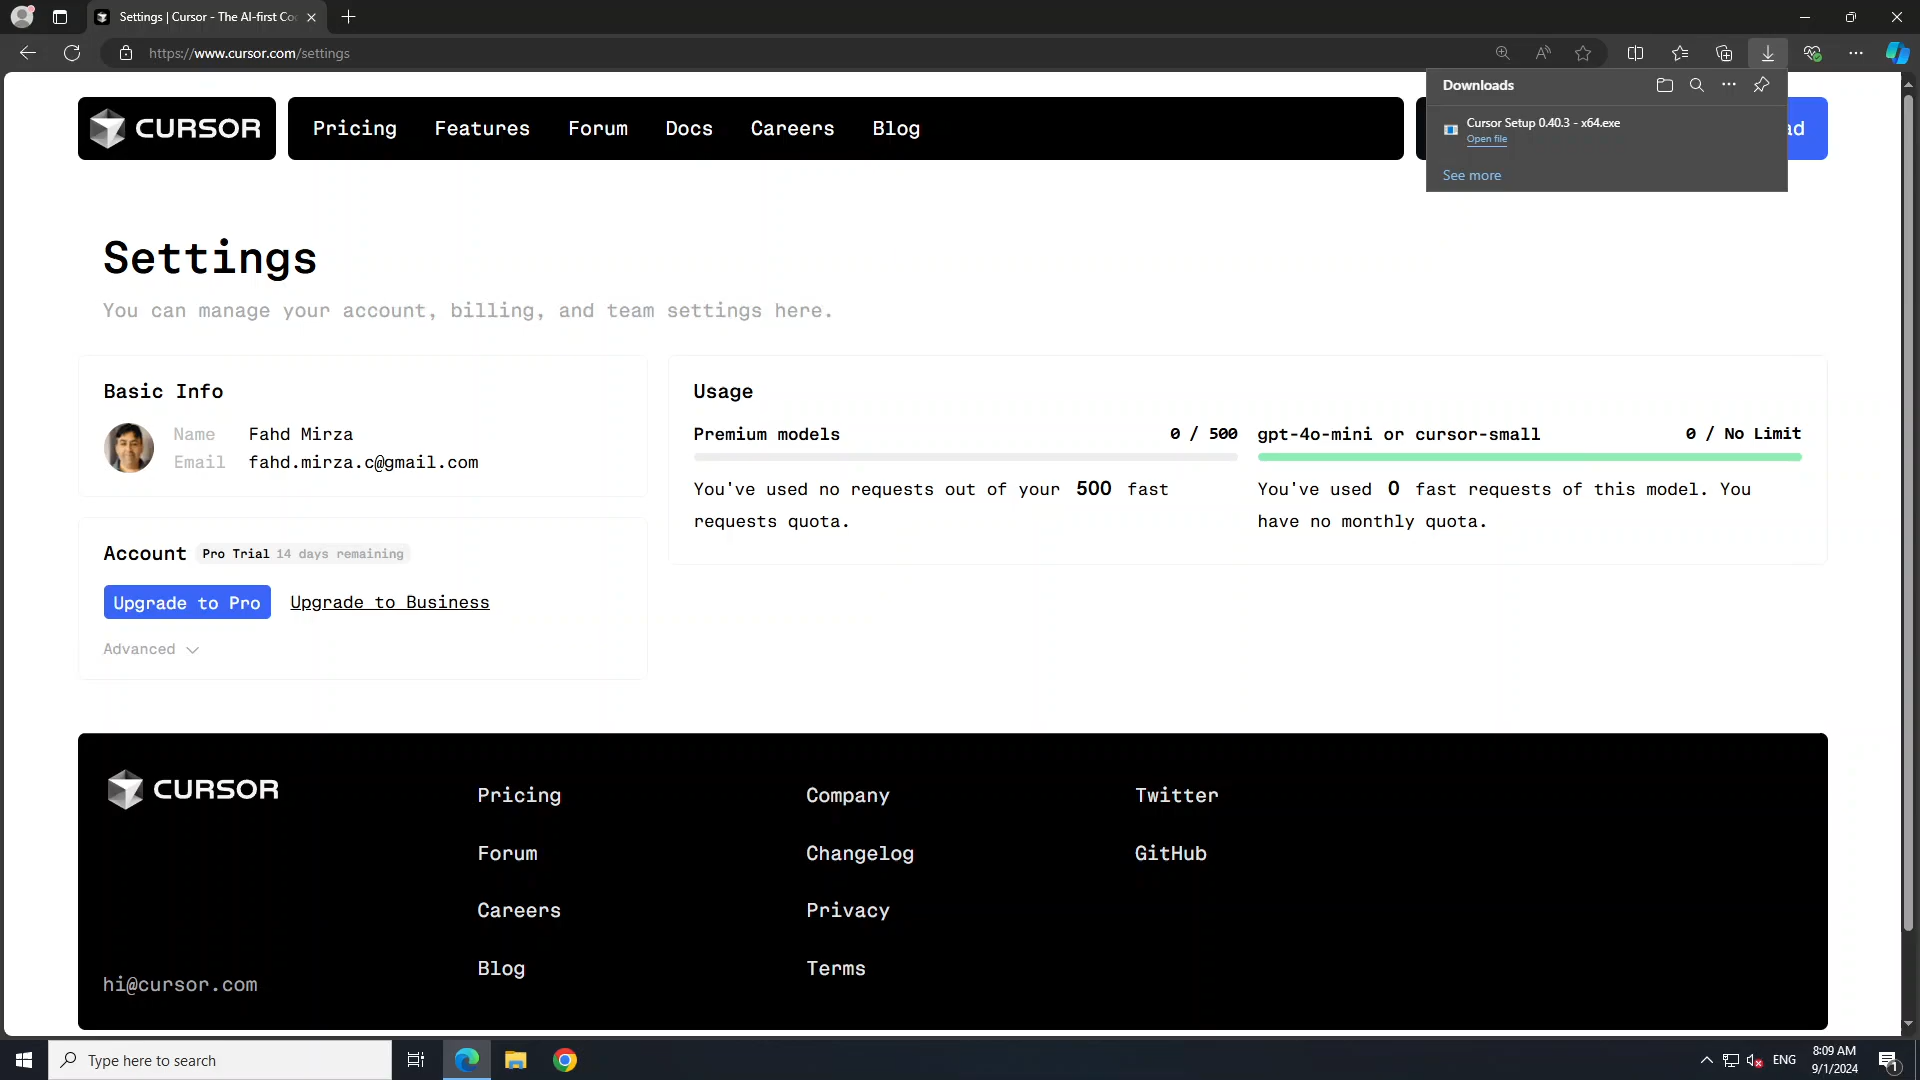 Settings | Cursor - The AI-first Co
https://www.cursor.com/settings
Downloads
Cursor Setup 0.40.3 - x64.exe
Open file
See more
CURSOR
Pricing Features Forum Docs Careers Blog
ad
Settings
You can manage your account, billing, and team settings here.
Basic Info
Name Fahd Mirza
Email fahd.mirza.c@gmail.com
Account Pro Trial 14 days remaining
Upgrade to Pro Upgrade to Business
Advanced
Usage
Premium models 0 / 500
You've used no requests out of your 500 fast
requests quota.
gpt-4o-mini or cursor-small 0 / No Limit
You've used 0 fast requests of this model. You
have no monthly quota.
CURSOR
hi@cursor.com
Pricing
Forum
Careers
Blog
Company
Changelog
Privacy
Terms
Twitter
GitHub
Type here to search
ENG
8:09 AM
9/1/2024
1